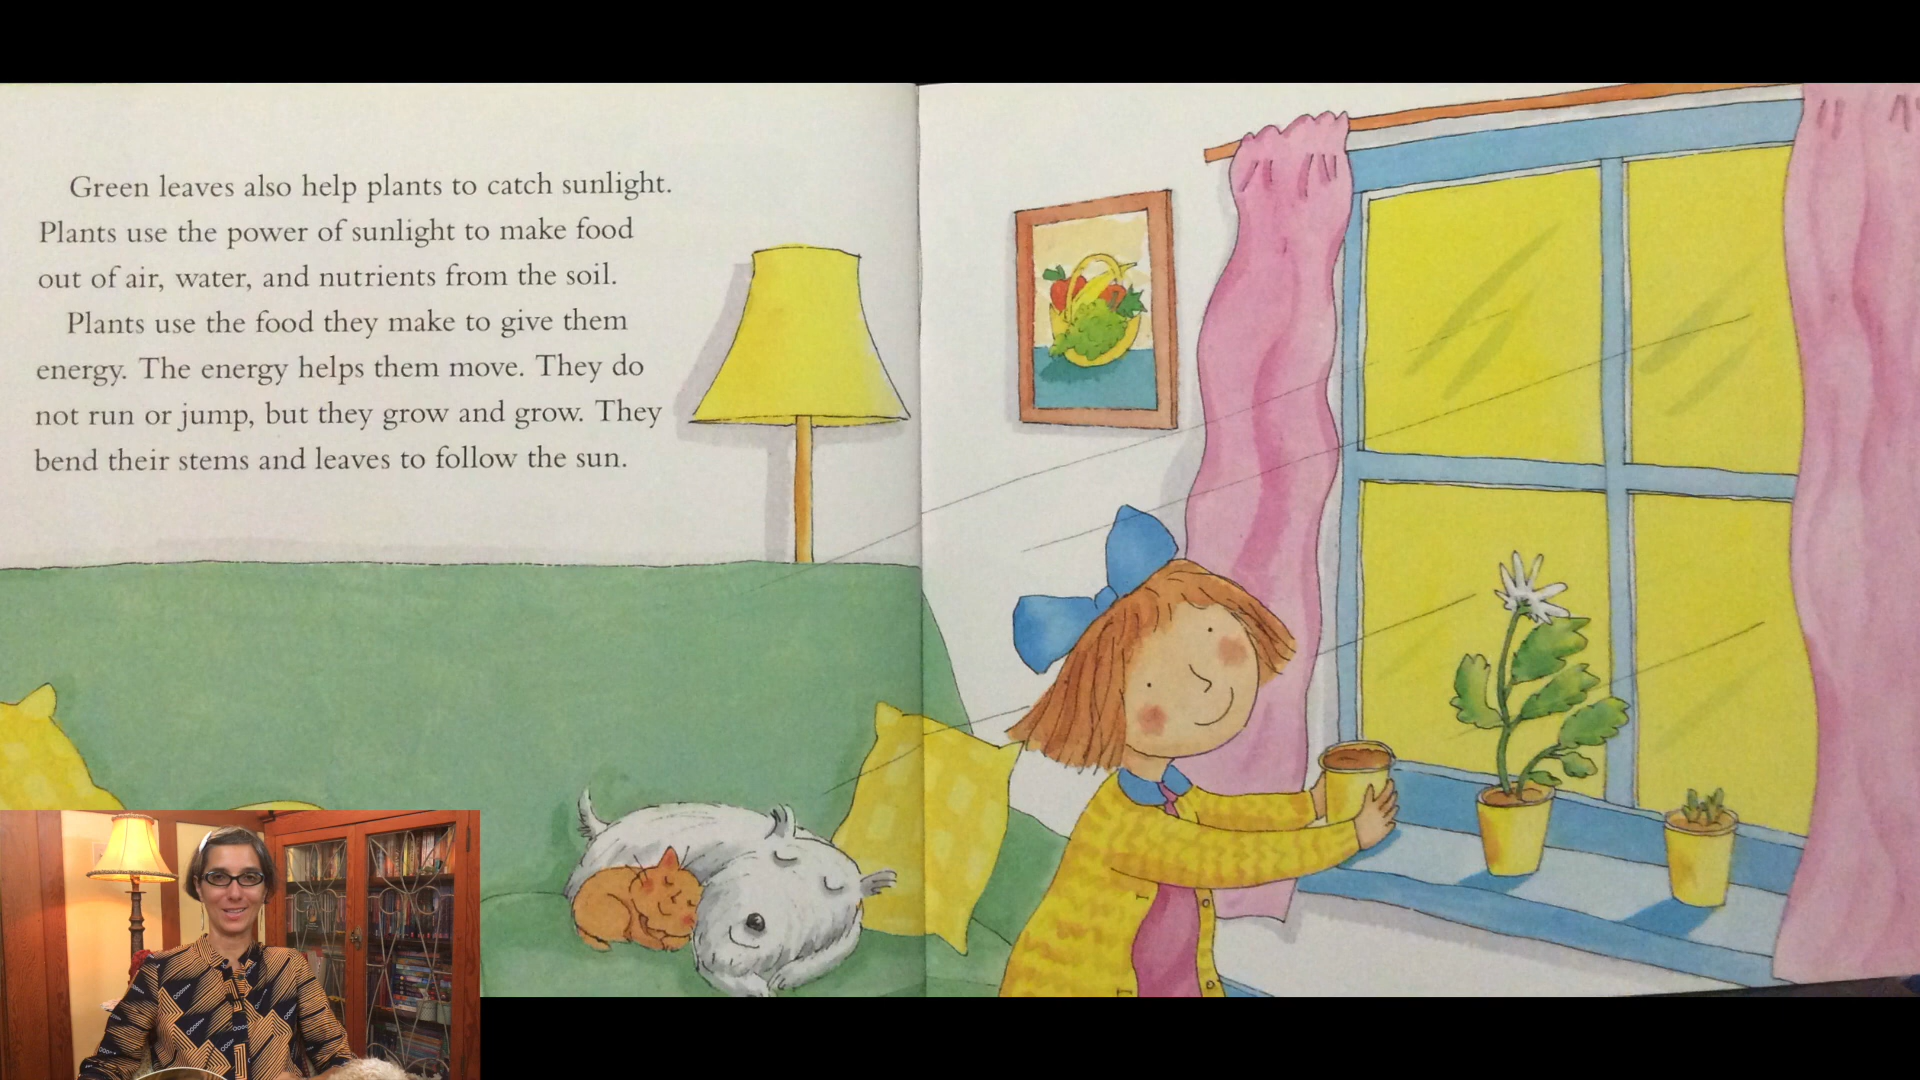 Green leaves also help plants to catch sunlight.
Plants use the power of sunlight to make food
out of air, water, and nutrients from the soil.
Plants use the food they make to give them
energy. The energy helps them move. They do
not run or jump, but they grow and grow. They
bend their stems and leaves to follow the sun.